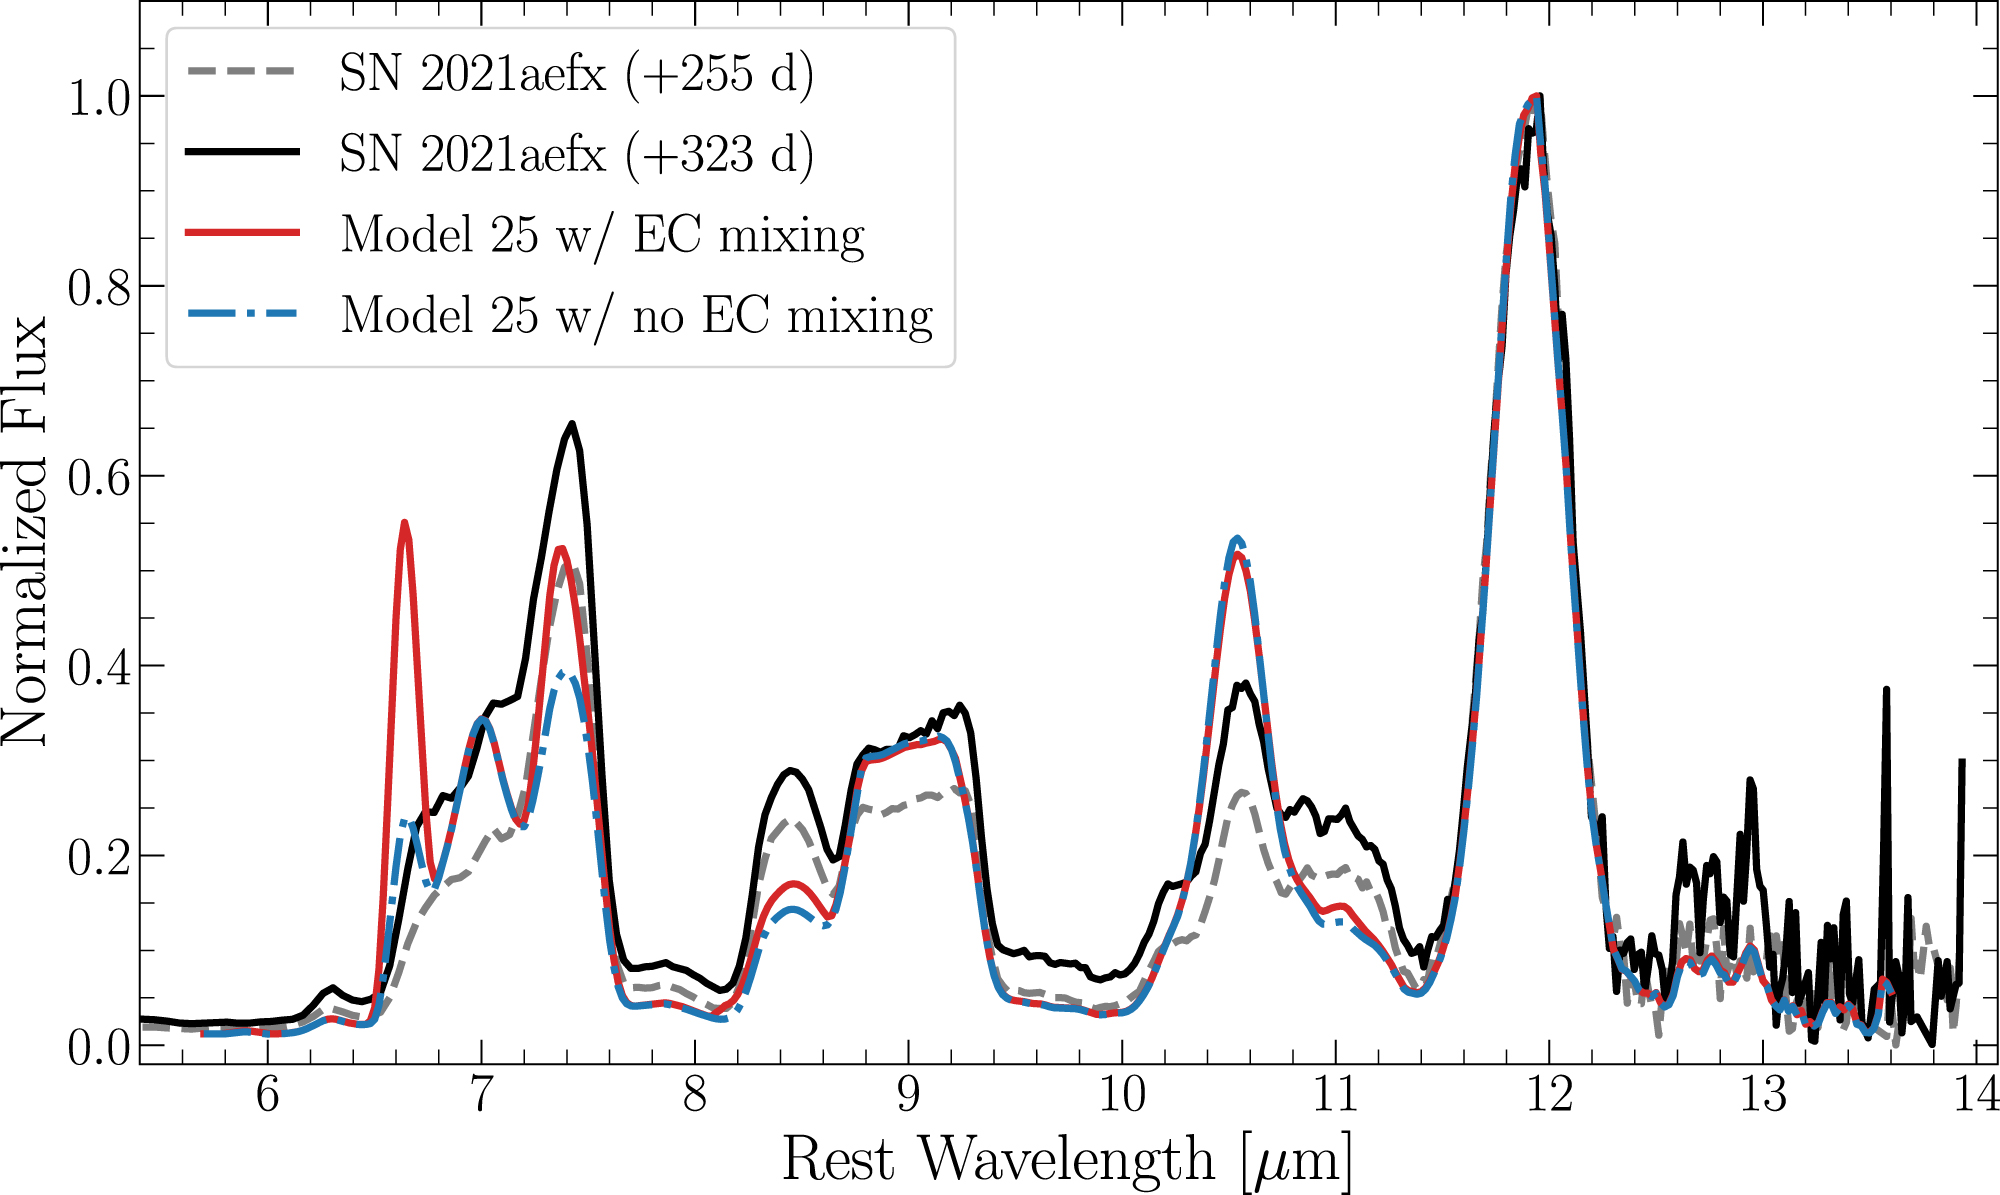 SN 2021aefx (+255 d)
SN 2021aefx (+323 d)
Model 25 w/ EC mixing
Model 25 w/ no EC mixing
Normalized Flux
1.0
0.8
0.6
0.4
0.2
0.0
6 7 8 9 10 11 12 13 14
Rest Wavelength [μm]